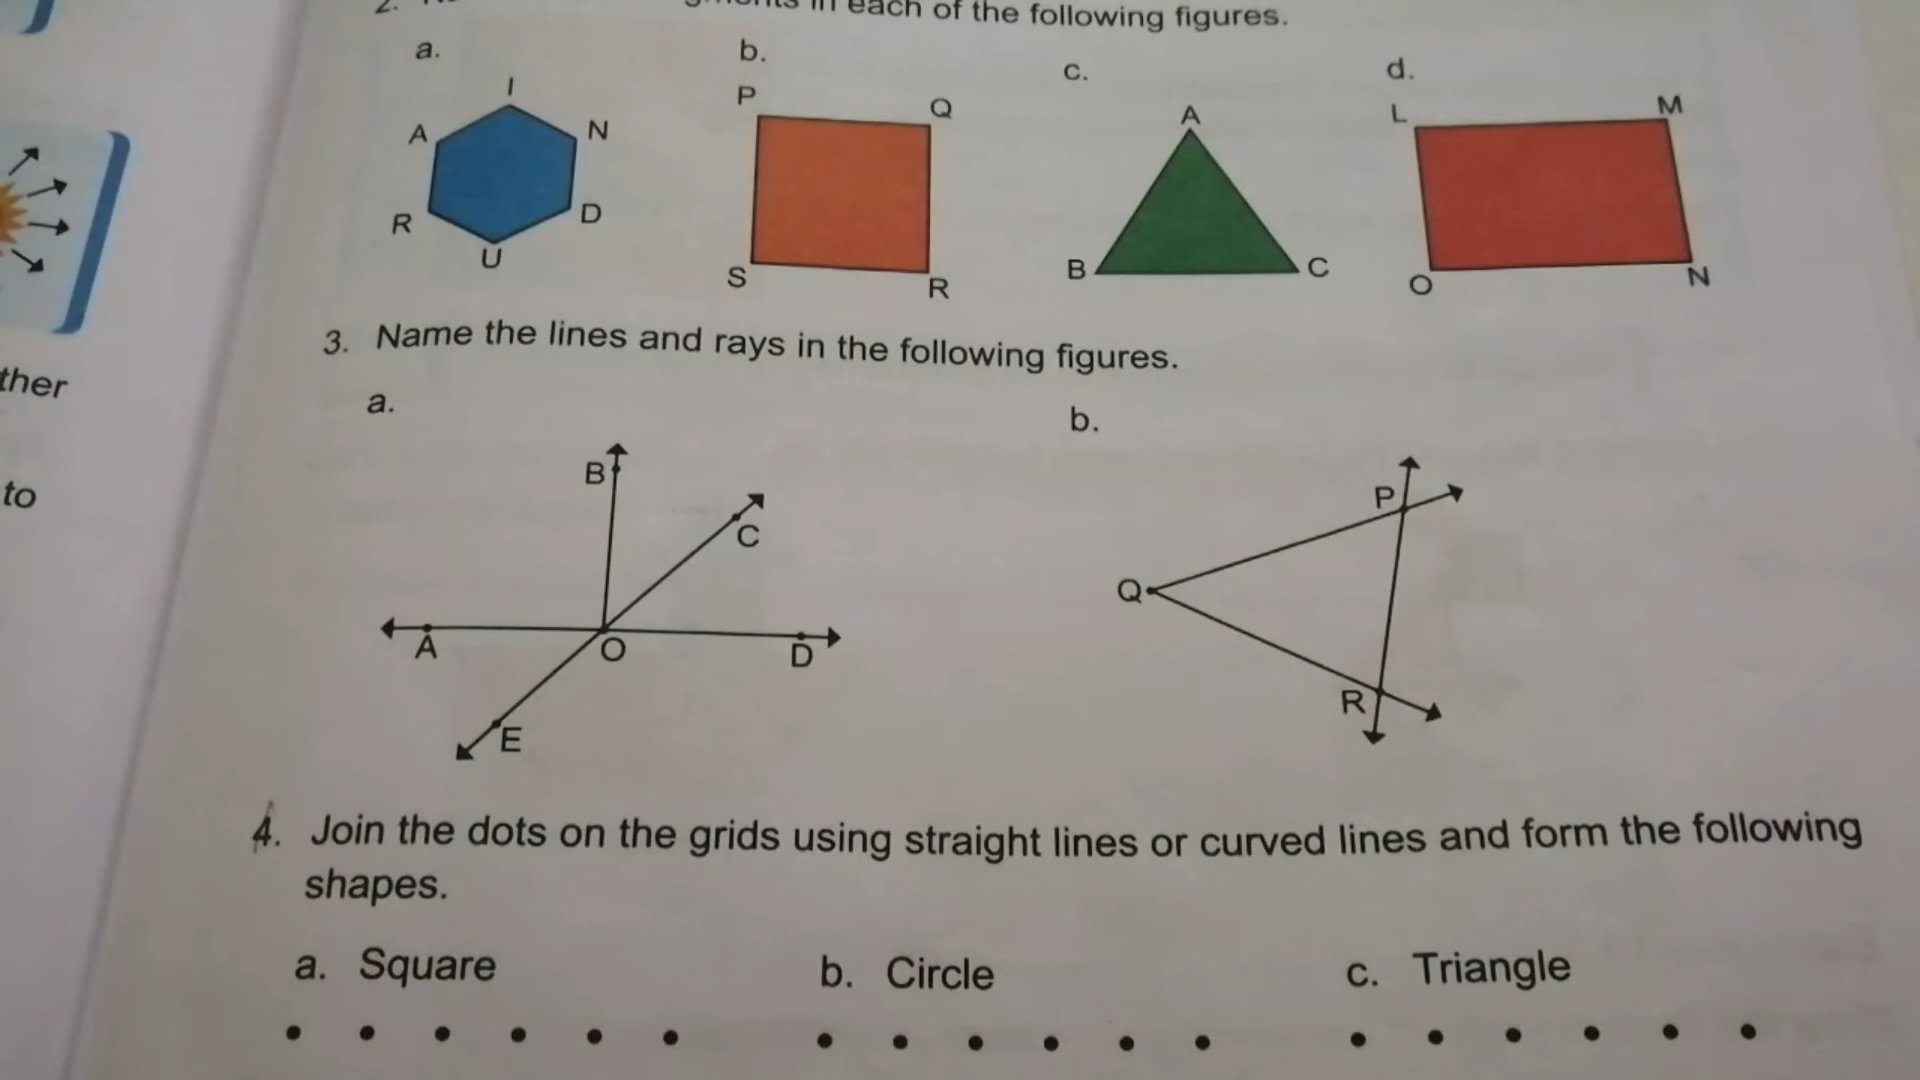 2. in each of the following figures.
a. b. c. d.
I
A N
R D
U
P Q
S R
A
B C
L M
O N
ther
to
3. Name the lines and rays in the following figures.
a. b.
B
C
A O D
E
P
Q
R
4. Join the dots on the grids using straight lines or curved lines and form the following
shapes.
a. Square b. Circle c. Triangle